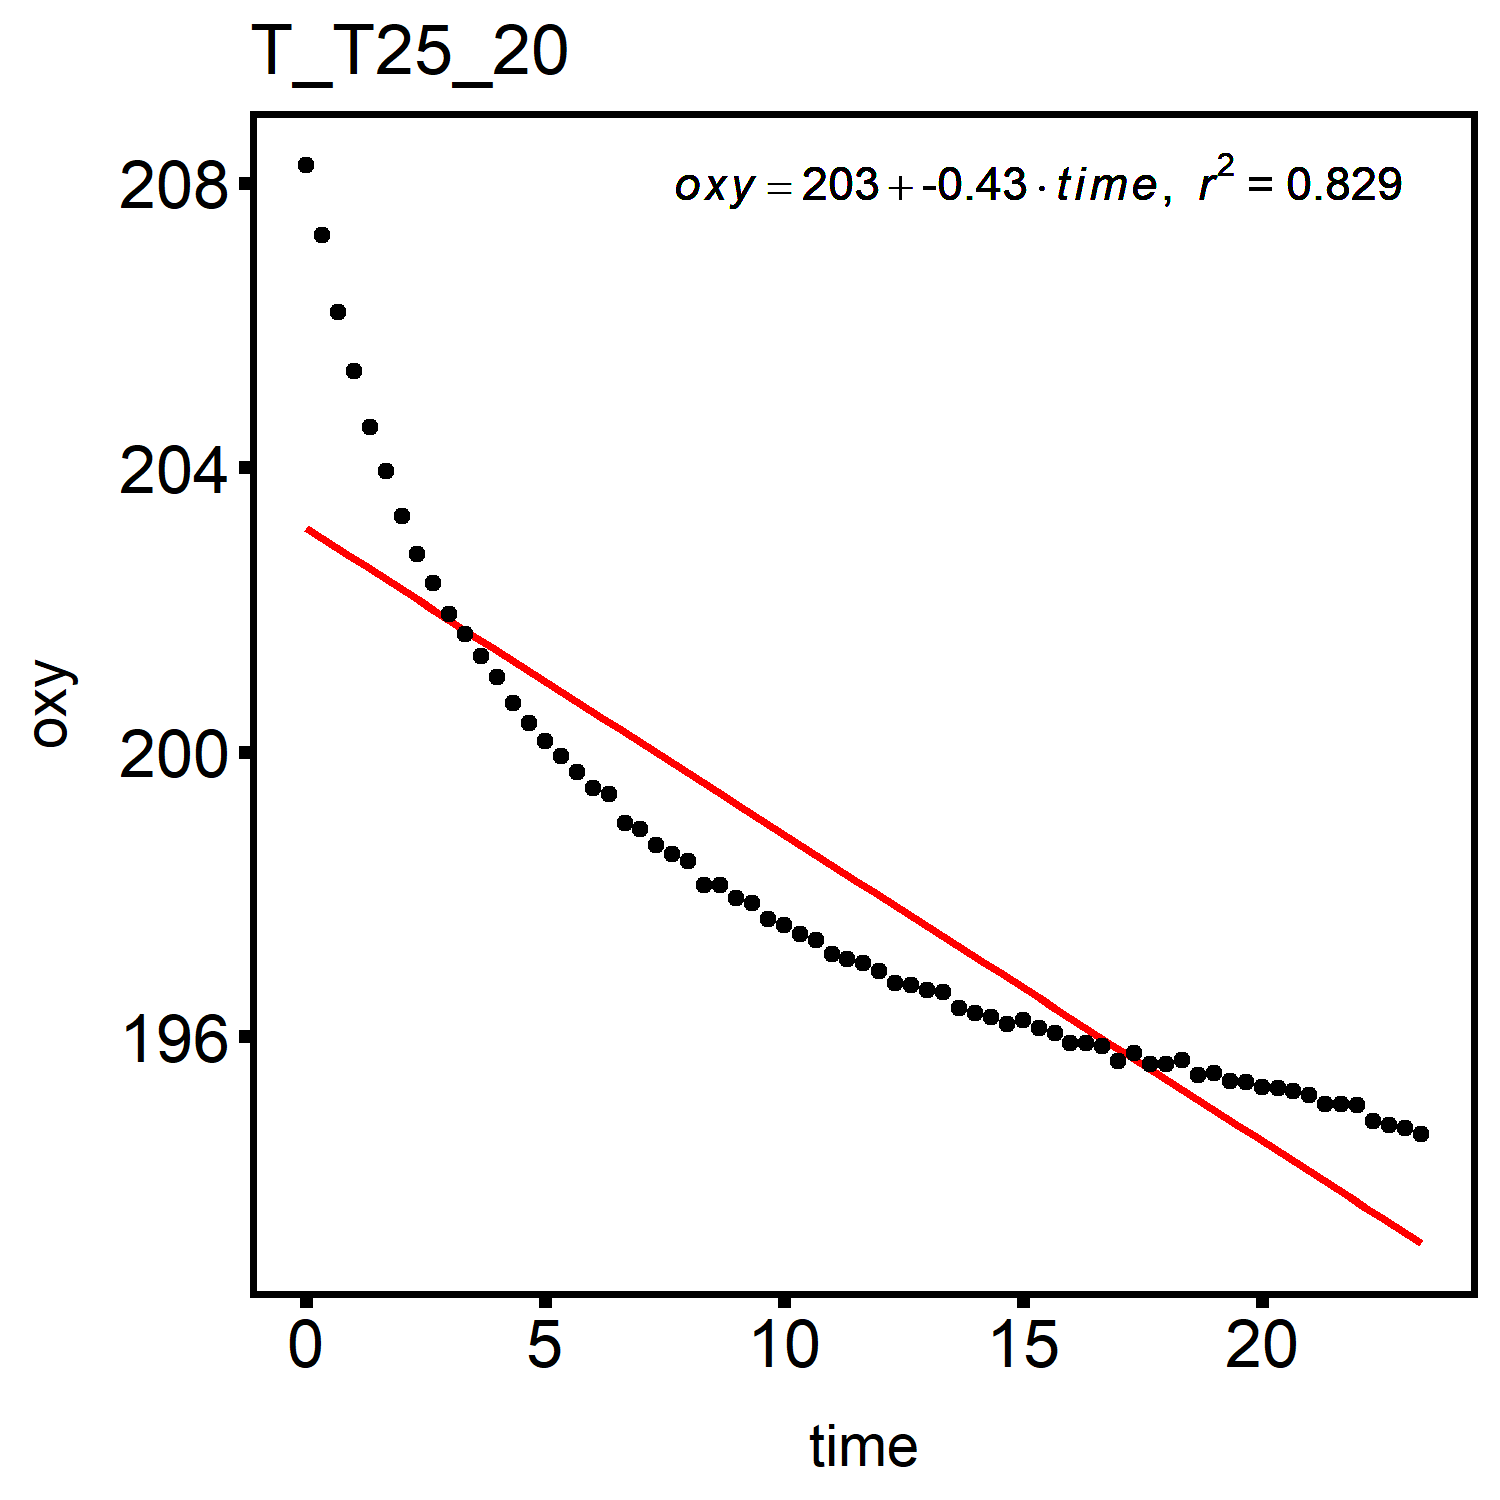 T_T25_20
oxy = 203 + -0.43 · time, r² = 0.829
208
204
200
196
oxy
0 5 10 15 20
time